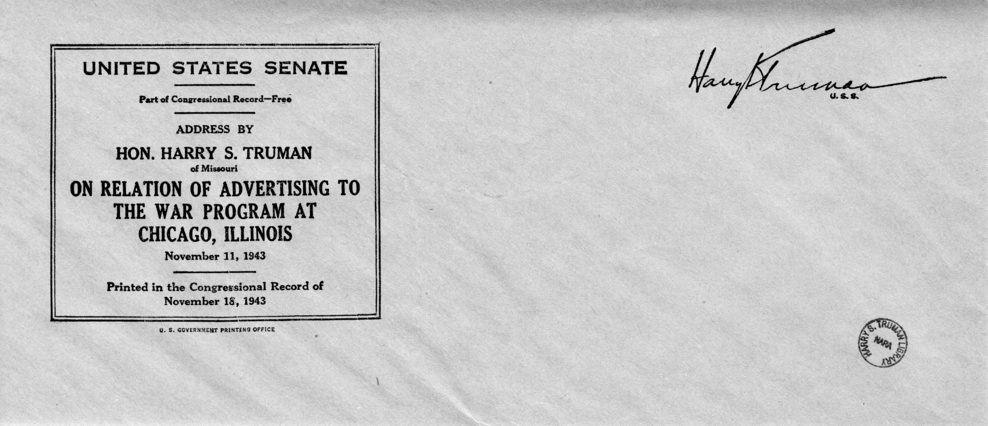 UNITED STATES SENATE
Part of Congressional Record—Free
ADDRESS BY
HON. HARRY S. TRUMAN
of Missouri
ON RELATION OF ADVERTISING TO
THE WAR PROGRAM AT
CHICAGO, ILLINOIS
November 11, 1943
Printed in the Congressional Record of
November 18, 1943
U. S. GOVERNMENT PRINTING OFFICE
Harry S Truman
U. S. S.
HARRY S. TRUMAN LIBRARY
NARA